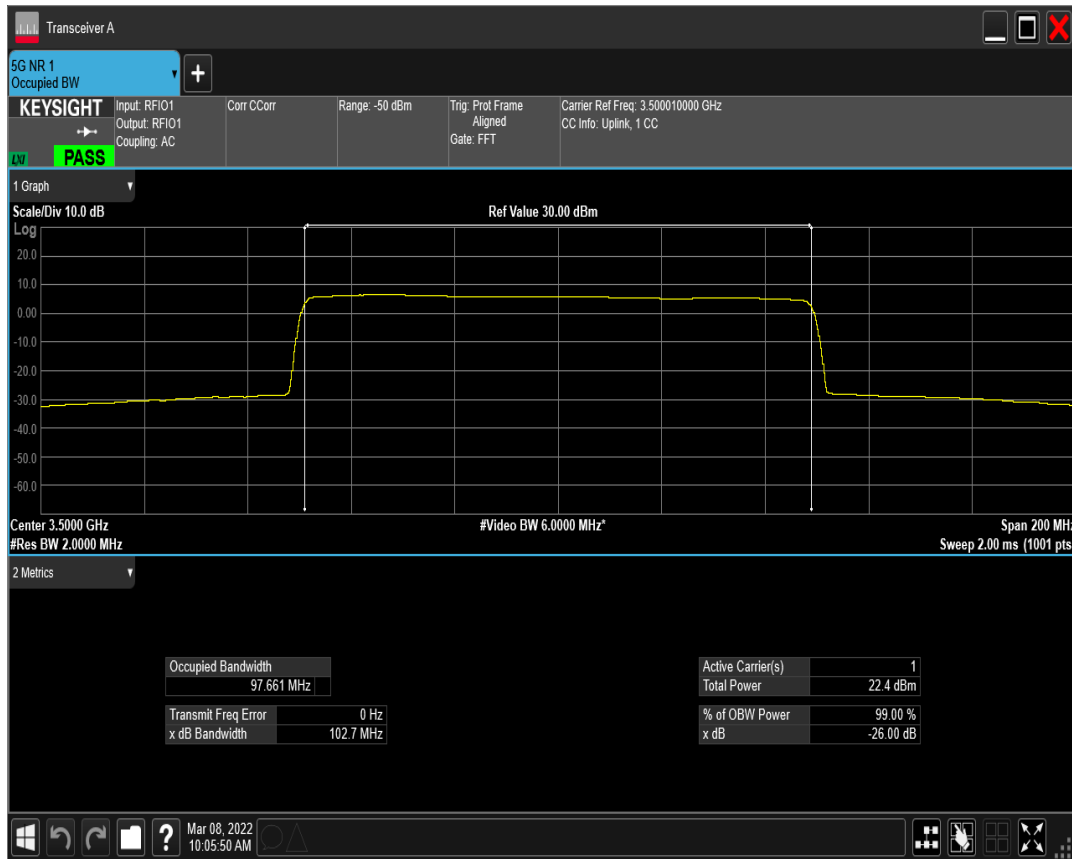 Transceiver A
5G NR 1
Occupied BW
KEYSIGHT
Input: RFIO1
Output: RFIO1
Coupling: AC
Corr CCorr
Range: -50 dBm
Trig: Prot Frame
Aligned
Gate: FFT
Carrier Ref Freq: 3.500010000 GHz
CC Info: Uplink, 1 CC
LXI
PASS
1 Graph
Scale/Div 10.0 dB
Ref Value 30.00 dBm
Log
20.0
10.0
0.00
-10.0
-20.0
-30.0
-40.0
-50.0
-60.0
Center 3.5000 GHz
#Video BW 6.0000 MHz*
Span 200 MHz
#Res BW 2.0000 MHz
Sweep 2.00 ms (1001 pts
2 Metrics
Occupied Bandwidth
97.661 MHz
Transmit Freq Error 0 Hz
x dB Bandwidth 102.7 MHz
Active Carrier(s) 1
Total Power 22.4 dBm
% of OBW Power 99.00 %
x dB -26.00 dB
Mar 08, 2022
10:05:50 AM